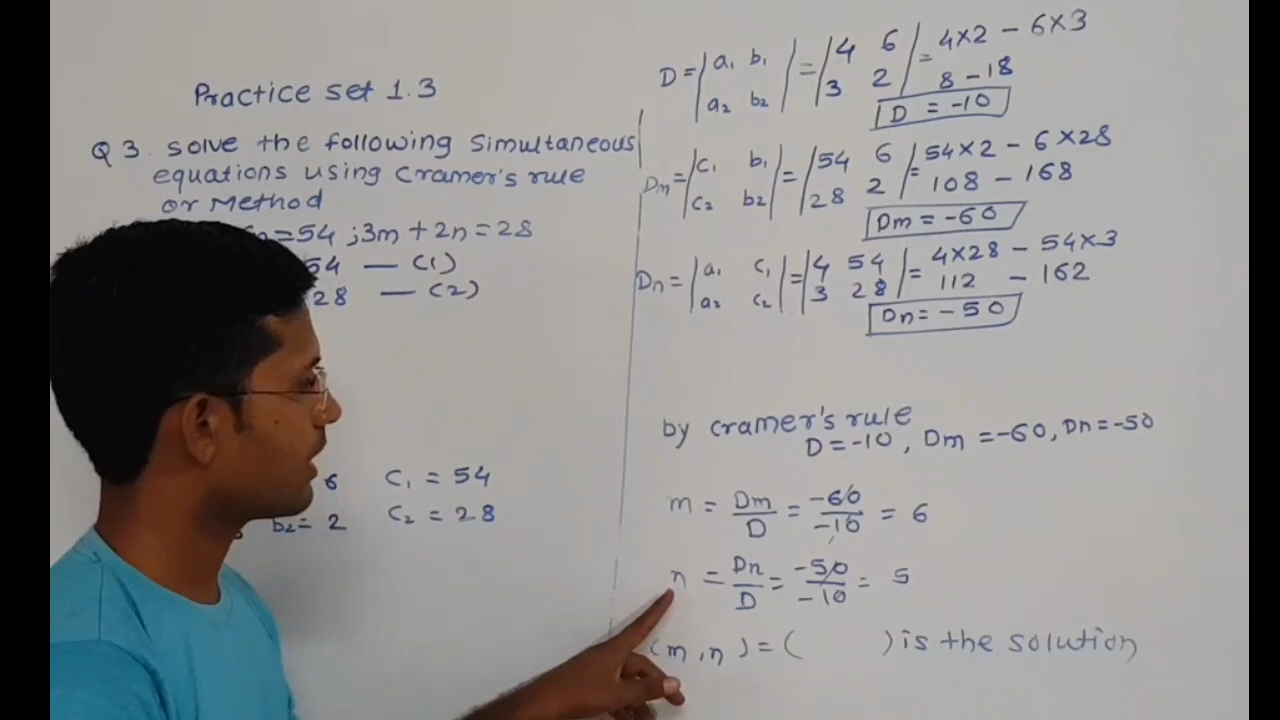 Practice set 1.3
Q 3. solve the following simultaneous
equations using cramer's rule
or Method
=54 ; 3m + 2n = 28
54 — (1)
28 — (2)
6 C₁ = 54
b₂ = 2 C₂ = 28
D = |a₁ b₁| = |4 6| = 4×2 - 6×3
|a₂ b₂| |3 2| 8 - 18
D = -10
Dm = |c₁ b₁| = |54 6| = 54×2 - 6×28
|c₂ b₂| |28 2| 108 - 168
Dm = -60
Dn = |a₁ c₁| = |4 54| = 4×28 - 54×3
|a₂ c₂| |3 28| 112 - 162
Dn = -50
by cramer's rule
D = -10, Dm = -60, Dn = -50
m = Dm/D = -60/-10 = 6
n = Dn/D = -50/-10 = 5
(m, n) = ( ) is the solution